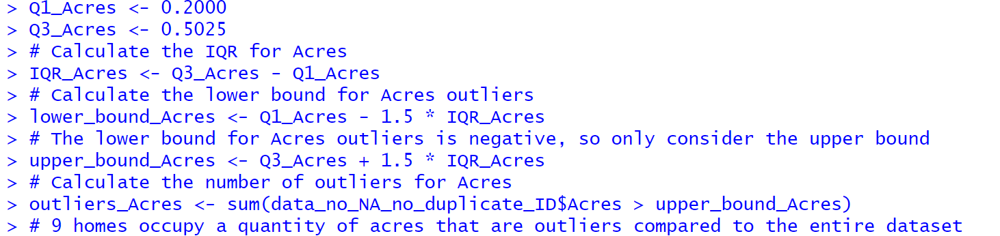 > Q1_Acres <- 0.2000
> Q3_Acres <- 0.5025
> # Calculate the IQR for Acres
> IQR_Acres <- Q3_Acres - Q1_Acres
> # Calculate the lower bound for Acres outliers
> lower_bound_Acres <- Q1_Acres - 1.5 * IQR_Acres
> # The lower bound for Acres outliers is negative, so only consider the upper bound
> upper_bound_Acres <- Q3_Acres + 1.5 * IQR_Acres
> # Calculate the number of outliers for Acres
> outliers_Acres <- sum(data_no_NA_no_duplicate_ID$Acres > upper_bound_Acres)
> # 9 homes occupy a quantity of acres that are outliers compared to the entire dataset